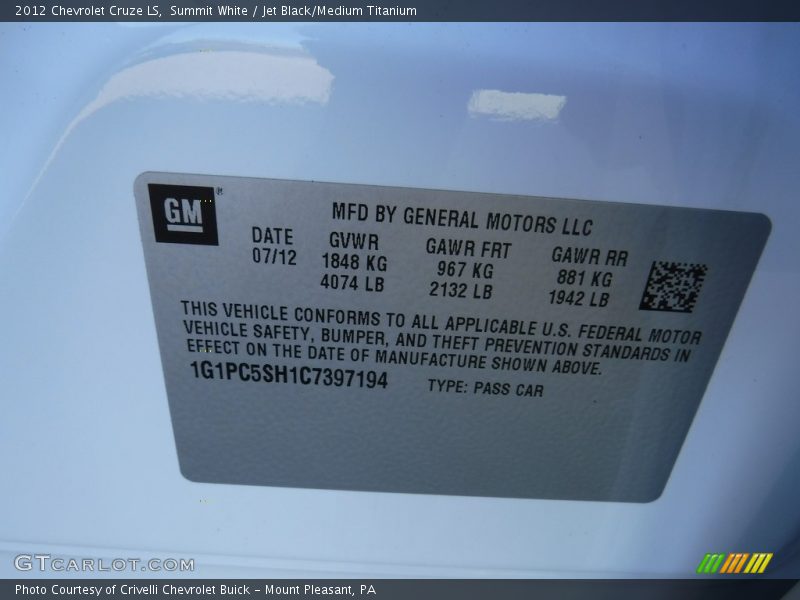 2012 Chevrolet Cruze LS,  Summit White / Jet Black/Medium Titanium
GM®
MFD BY GENERAL MOTORS LLC
DATE GVWR GAWR FRT GAWR RR
07/12 1848 KG 967 KG 881 KG
4074 LB 2132 LB 1942 LB
THIS VEHICLE CONFORMS TO ALL APPLICABLE U.S. FEDERAL MOTOR
VEHICLE SAFETY, BUMPER, AND THEFT PREVENTION STANDARDS IN
EFFECT ON THE DATE OF MANUFACTURE SHOWN ABOVE.
1G1PC5SH1C7397194 TYPE: PASS CAR
GTCARLOT.COM
Photo Courtesy of Crivelli Chevrolet Buick - Mount Pleasant, PA